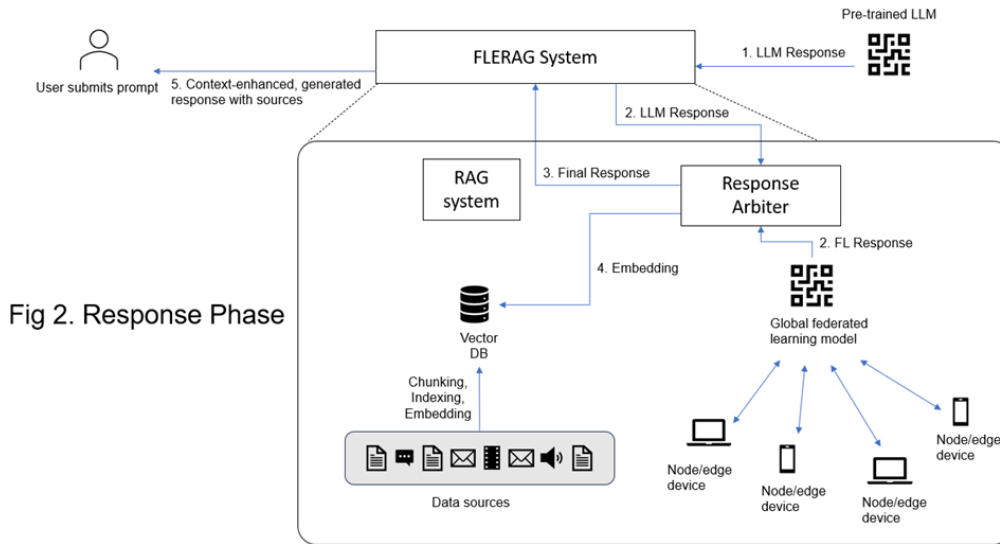 Pre-trained LLM
FLERAG System
1. LLM Response
User submits prompt
5. Context-enhanced, generated
response with sources
2. LLM Response
3. Final Response
RAG
system
Response
Arbiter
2. FL Response
4. Embedding
Fig 2. Response Phase
Vector
DB
Global federated
learning model
Chunking,
Indexing,
Embedding
Data sources
Node/edge
device
Node/edge
device
Node/edge
device
Node/edge
device